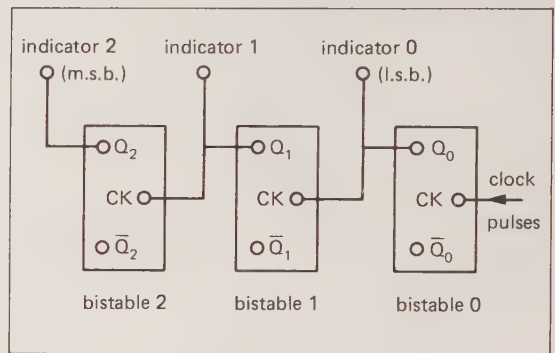 indicator 2 indicator 1 indicator 0
(m.s.b.) (l.s.b.)
Q₂ Q₁ Q₀
clock
CK CK CK
pulses
Q̅₂ Q̅₁ Q̅₀
bistable 2 bistable 1 bistable 0